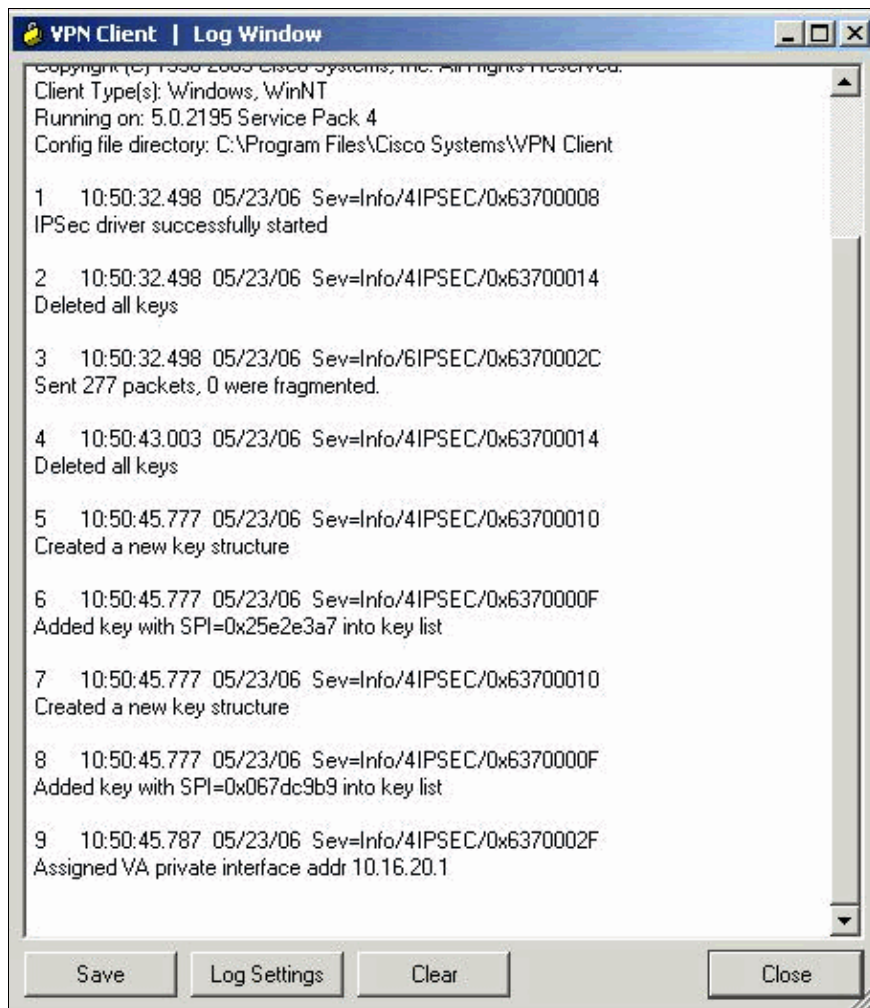 VPN Client | Log Window
Systems, Inc. All Rights Reserved.
Client Type(s): Windows, WinNT
Running on: 5.0.2195 Service Pack 4
Config file directory: C:\Program Files\Cisco Systems\VPN Client
1 10:50:32.498 05/23/06 Sev=Info/4IPSEC/0x63700008
IPSec driver successfully started
2 10:50:32.498 05/23/06 Sev=Info/4IPSEC/0x63700014
Deleted all keys
3 10:50:32.498 05/23/06 Sev=Info/6IPSEC/0x6370002C
Sent 277 packets, 0 were fragmented.
4 10:50:43.003 05/23/06 Sev=Info/4IPSEC/0x63700014
Deleted all keys
5 10:50:45.777 05/23/06 Sev=Info/4IPSEC/0x63700010
Created a new key structure
6 10:50:45.777 05/23/06 Sev=Info/4IPSEC/0x6370000F
Added key with SPI=0x25e2e3a7 into key list
7 10:50:45.777 05/23/06 Sev=Info/4IPSEC/0x63700010
Created a new key structure
8 10:50:45.777 05/23/06 Sev=Info/4IPSEC/0x6370000F
Added key with SPI=0x067dc9b9 into key list
9 10:50:45.787 05/23/06 Sev=Info/4IPSEC/0x6370002F
Assigned VA private interface addr 10.16.20.1
Save Log Settings Clear Close